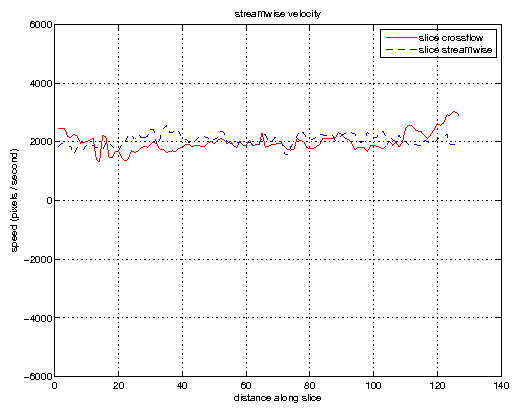 streamwise velocity
slice crossflow
slice streamwise
speed (pixels / second)
6000
4000
2000
0
−2000
−4000
−6000
0 20 40 60 80 100 120 140
distance along slice